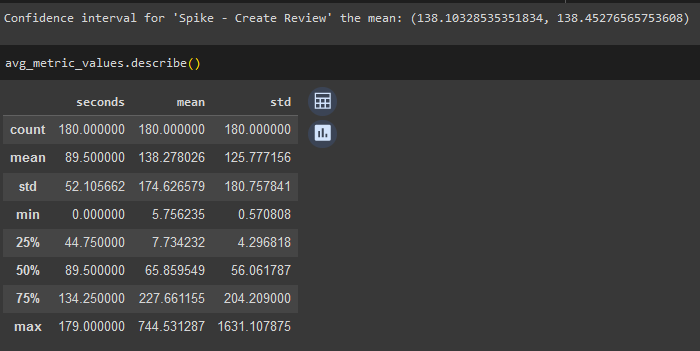 Confidence interval for 'Spike - Create Review' the mean: (138.10328535351834, 138.45276565753608)
avg_metric_values.describe()
seconds mean std
count 180.000000 180.000000 180.000000
mean 89.500000 138.278026 125.777156
std 52.105662 174.626579 180.757841
min 0.000000 5.756235 0.570808
25% 44.750000 7.734232 4.296818
50% 89.500000 65.859549 56.061787
75% 134.250000 227.661155 204.209000
max 179.000000 744.531287 1631.107875